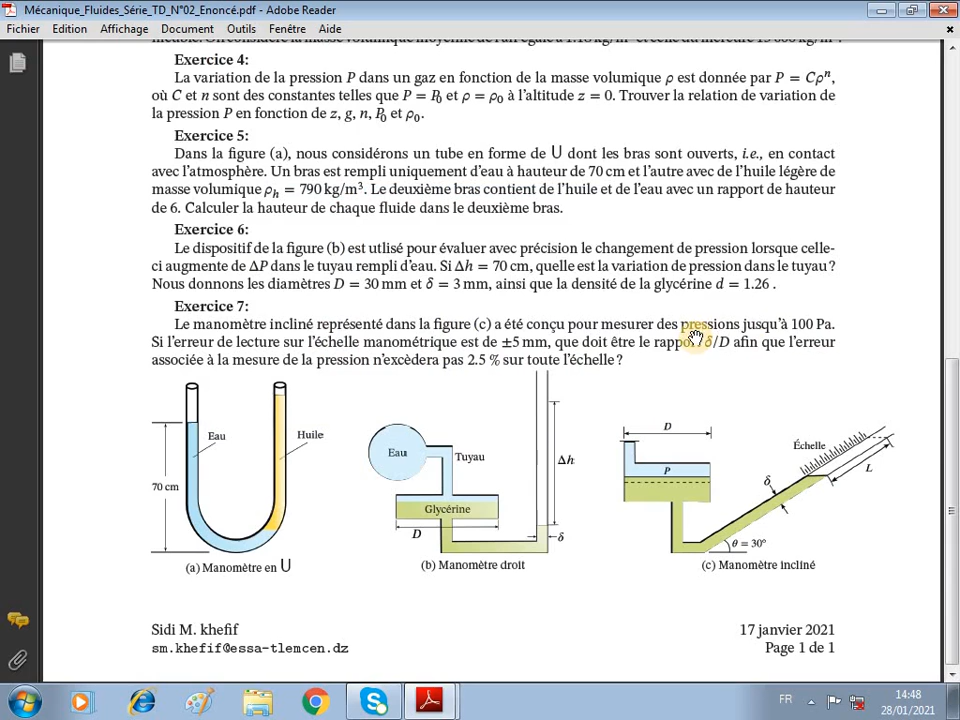 Mécanique_Fluides_Série_TD_N°02_Enoncé.pdf - Adobe Reader
Fichier Edition Affichage Document Outils Fenêtre Aide
Exercice 4:
La variation de la pression P dans un gaz en fonction de la masse volumique ρ est donnée par P = Cρⁿ,
où C et n sont des constantes telles que P = P₀ et ρ = ρ₀ à l'altitude z = 0. Trouver la relation de variation de
la pression P en fonction de z, g, n, P₀ et ρ₀.
Exercice 5:
Dans la figure (a), nous considérons un tube en forme de U dont les bras sont ouverts, i.e., en contact
avec l'atmosphère. Un bras est rempli uniquement d'eau à hauteur de 70 cm et l'autre avec de l'huile légère de
masse volumique ρₕ = 790 kg/m³. Le deuxième bras contient de l'huile et de l'eau avec un rapport de hauteur
de 6. Calculer la hauteur de chaque fluide dans le deuxième bras.
Exercice 6:
Le dispositif de la figure (b) est utilisé pour évaluer avec précision le changement de pression lorsque celle-
ci augmente de ΔP dans le tuyau rempli d'eau. Si Δh = 70 cm, quelle est la variation de pression dans le tuyau ?
Nous donnons les diamètres D = 30 mm et δ = 3 mm, ainsi que la densité de la glycérine d = 1.26 .
Exercice 7:
Le manomètre incliné représenté dans la figure (c) a été conçu pour mesurer des pressions jusqu'à 100 Pa.
Si l'erreur de lecture sur l'échelle manométrique est de ±5 mm, que doit être le rapport δ/D afin que l'erreur
associée à la mesure de la pression n'excèdera pas 2.5 % sur toute l'échelle ?
Eau
Huile
70 cm
(a) Manomètre en U
Eau
Tuyau
Δh
Glycérine
D
δ
(b) Manomètre droit
D
P
Échelle
L
δ
θ = 30°
(c) Manomètre incliné
Sidi M. khefif
17 janvier 2021
sm.khefif@essa-tlemcen.dz
Page 1 de 1
FR
14:48
28/01/2021